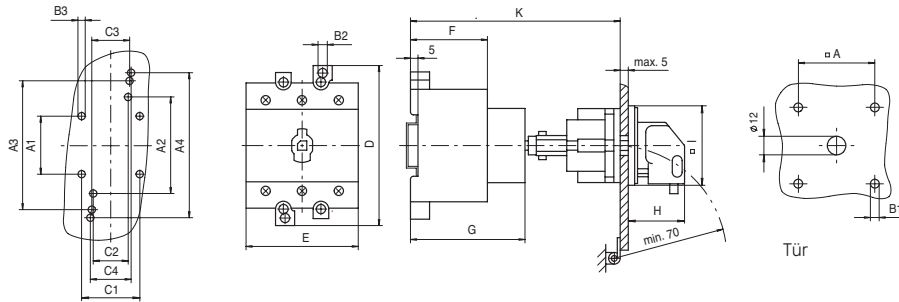 B3
C3
A3
A1
A2
A4
C2
C4
C1
B2
D
E
K
F
5
G
max. 5
□ I
H
min. 70
□ A
ø12
B1
Tür